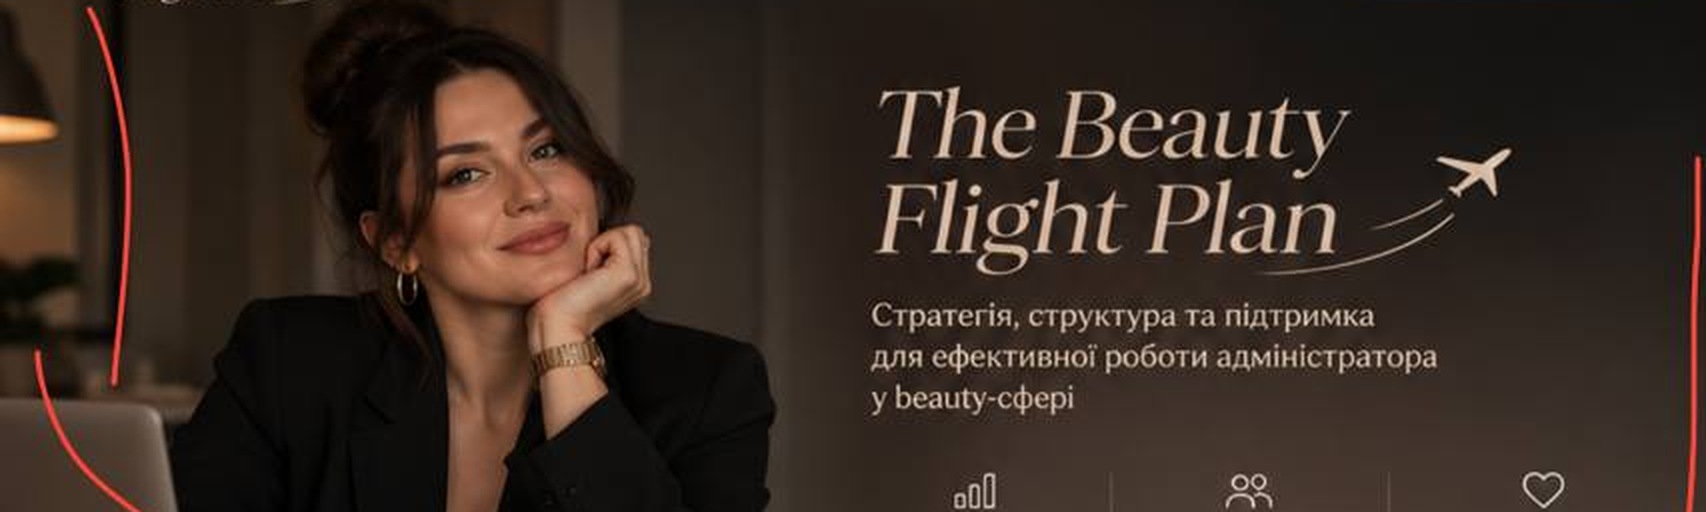 The Beauty
Flight Plan
Стратегія, структура та підтримка
для ефективної роботи адміністратора
у beauty-сфері